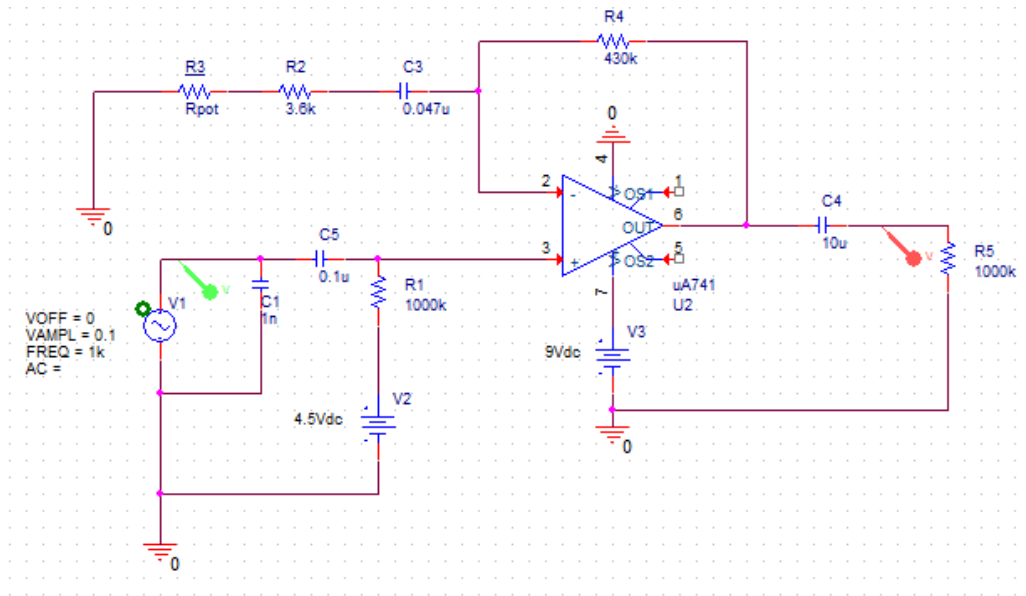 R4
430k
R3
R2
C3
Rpot
3.6k
0.047u
0
4
2
-
OS1
1
6
OUT
C4
10u
0
C5
0.1u
3
+
OS2
5
R5
1000k
uA741
U2
7
V
V
R1
1000k
C1
1n
V1
VOFF = 0
VAMPL = 0.1
FREQ = 1k
AC =
V3
9Vdc
V2
4.5Vdc
0
0